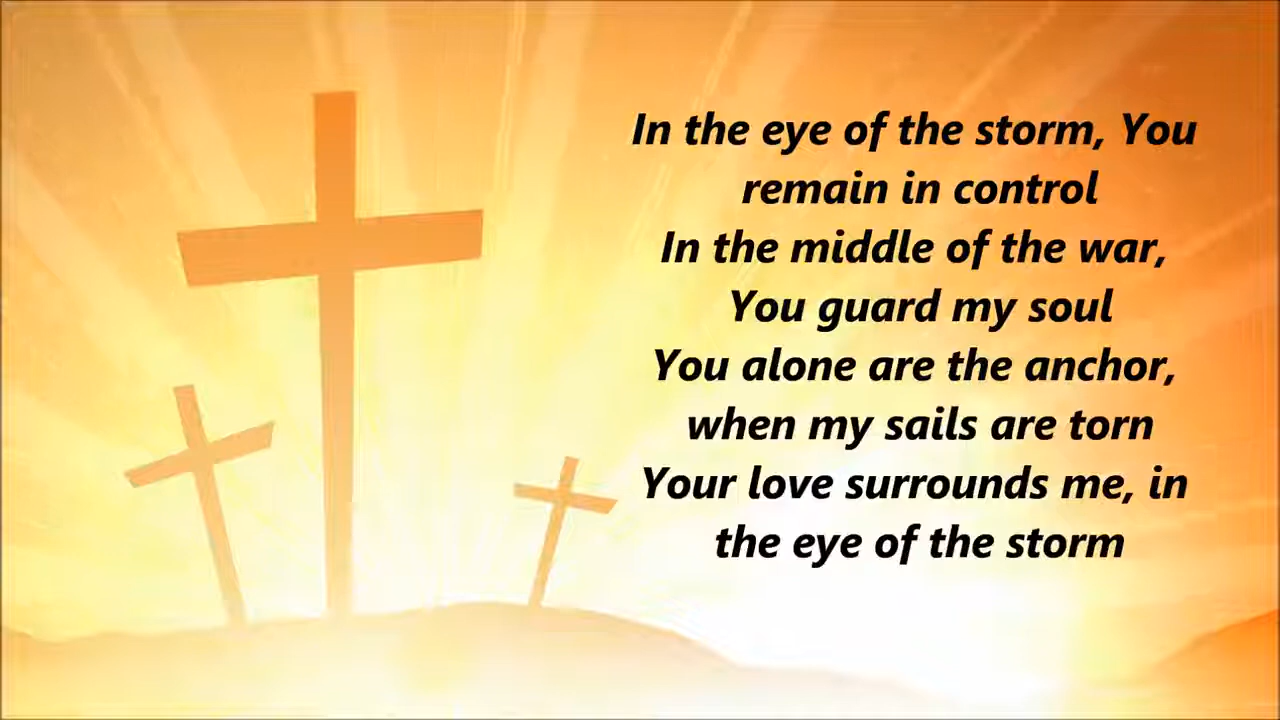 In the eye of the storm, You
remain in control
In the middle of the war,
You guard my soul
You alone are the anchor,
when my sails are torn
Your love surrounds me, in
the eye of the storm